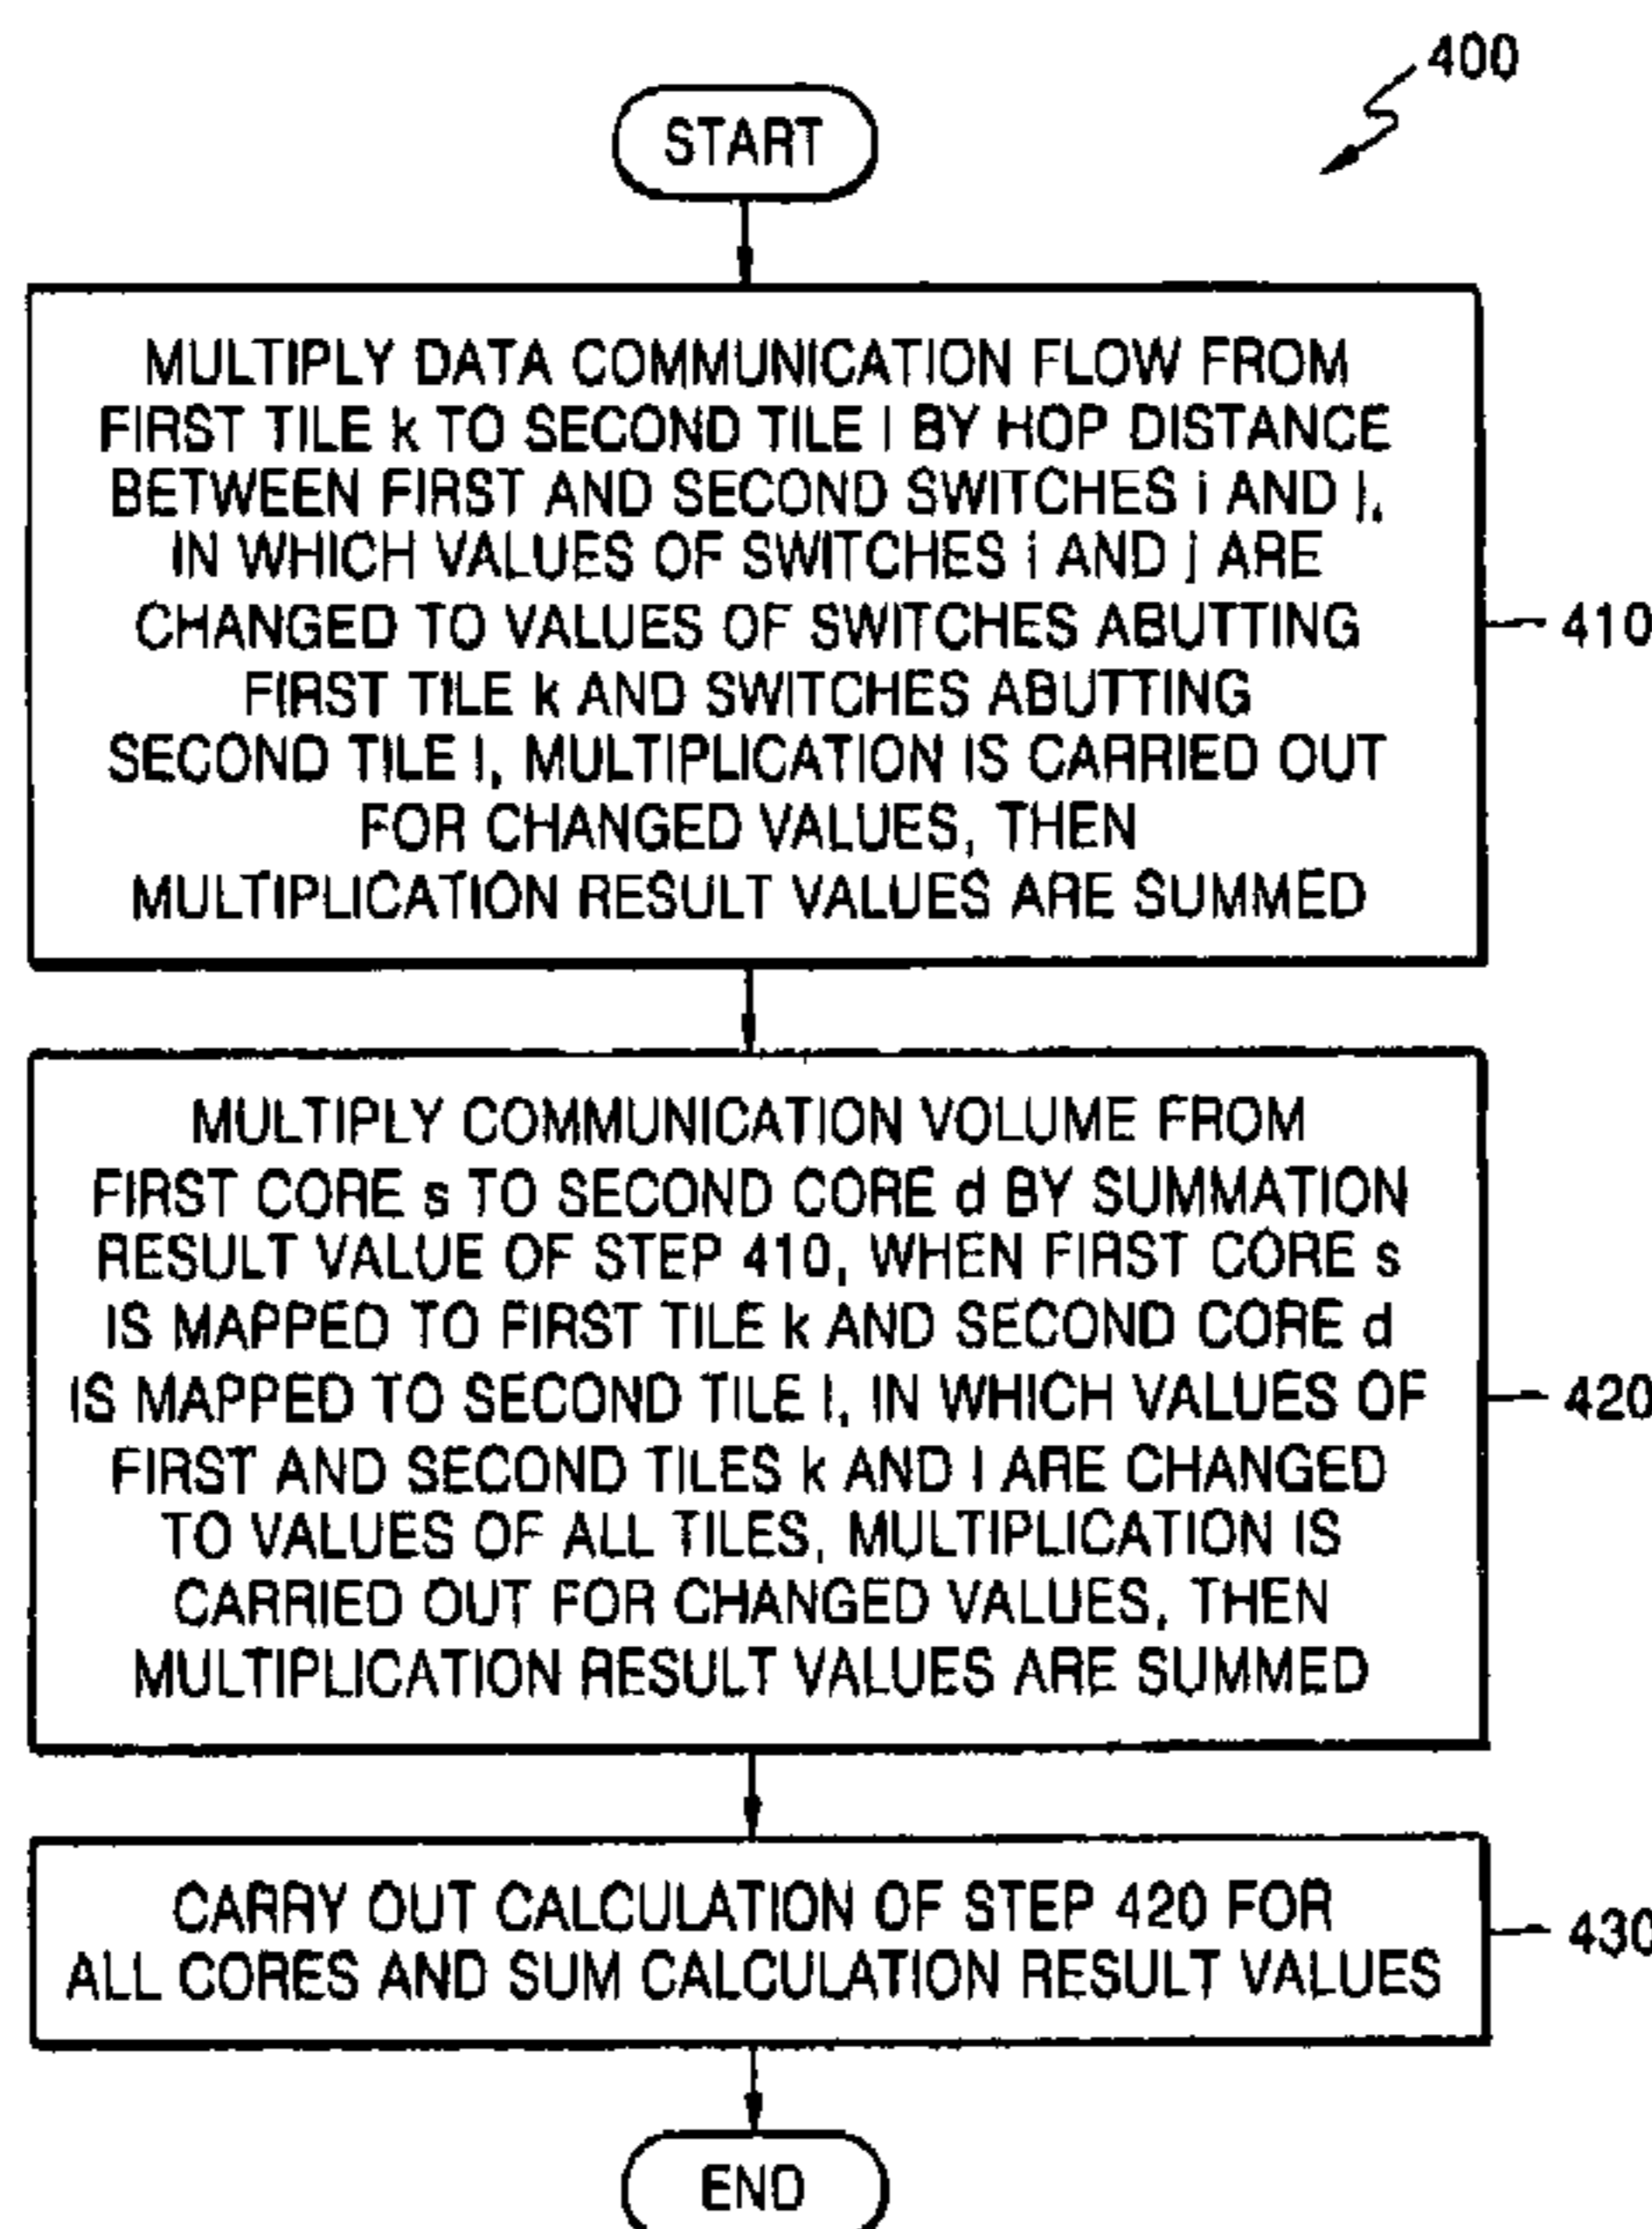 400
START
MULTIPLY DATA COMMUNICATION FLOW FROM
FIRST TILE k TO SECOND TILE l BY HOP DISTANCE
BETWEEN FIRST AND SECOND SWITCHES i AND j,
IN WHICH VALUES OF SWITCHES i AND j ARE
CHANGED TO VALUES OF SWITCHES ABUTTING
FIRST TILE k AND SWITCHES ABUTTING
SECOND TILE l, MULTIPLICATION IS CARRIED OUT
FOR CHANGED VALUES, THEN
MULTIPLICATION RESULT VALUES ARE SUMMED
410
MULTIPLY COMMUNICATION VOLUME FROM
FIRST CORE s TO SECOND CORE d BY SUMMATION
RESULT VALUE OF STEP 410, WHEN FIRST CORE s
IS MAPPED TO FIRST TILE k AND SECOND CORE d
IS MAPPED TO SECOND TILE l, IN WHICH VALUES OF
FIRST AND SECOND TILES k AND l ARE CHANGED
TO VALUES OF ALL TILES, MULTIPLICATION IS
CARRIED OUT FOR CHANGED VALUES, THEN
MULTIPLICATION RESULT VALUES ARE SUMMED
420
CARRY OUT CALCULATION OF STEP 420 FOR
ALL CORES AND SUM CALCULATION RESULT VALUES
430
END